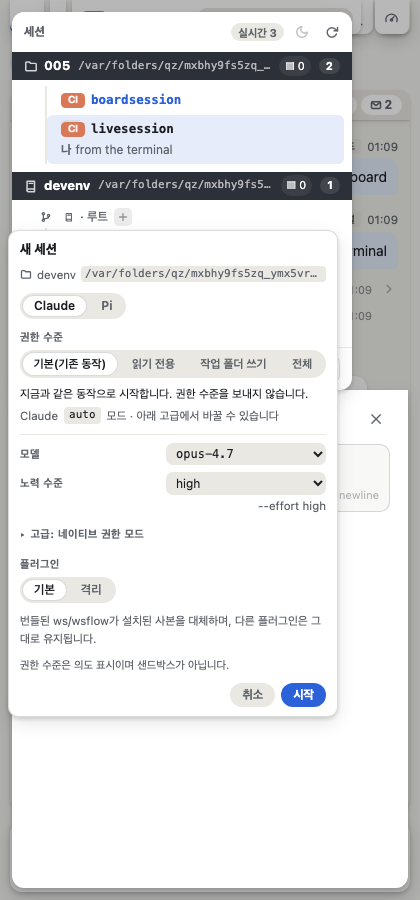 세션
실시간 3
005 /var/folders/qz/mxbhy9fs5zq_… 0 2
CI boardsession
CI livesession
나 from the terminal
devenv /var/folders/qz/mxbhy9fs5… 0 1
· 루트 +
2
01:09
board
01:09
minal
:09
:09
newline
새 세션
devenv /var/folders/qz/mxbhy9fs5zq_ymx5vr…
Claude Pi
권한 수준
기본(기존 동작) 읽기 전용 작업 폴더 쓰기 전체
지금과 같은 동작으로 시작합니다. 권한 수준을 보내지 않습니다.
Claude auto 모드 · 아래 고급에서 바꿀 수 있습니다
모델 opus-4.7
노력 수준 high
--effort high
▸ 고급: 네이티브 권한 모드
플러그인
기본 격리
번들된 ws/wsflow가 설치된 사본을 대체하며, 다른 플러그인은 그
대로 유지됩니다.
권한 수준은 의도 표시이며 샌드박스가 아닙니다.
취소 시작